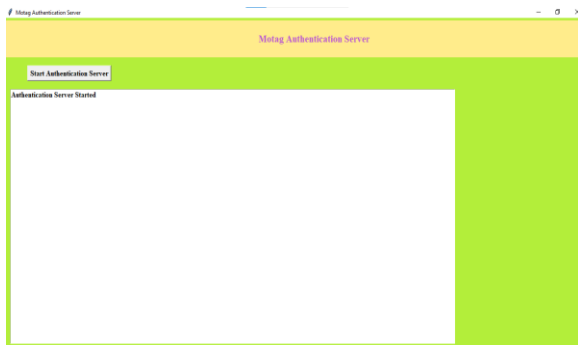 Motag Authentication Server
Motag Authentication Server
Start Authentication Server
Authentication Server Started